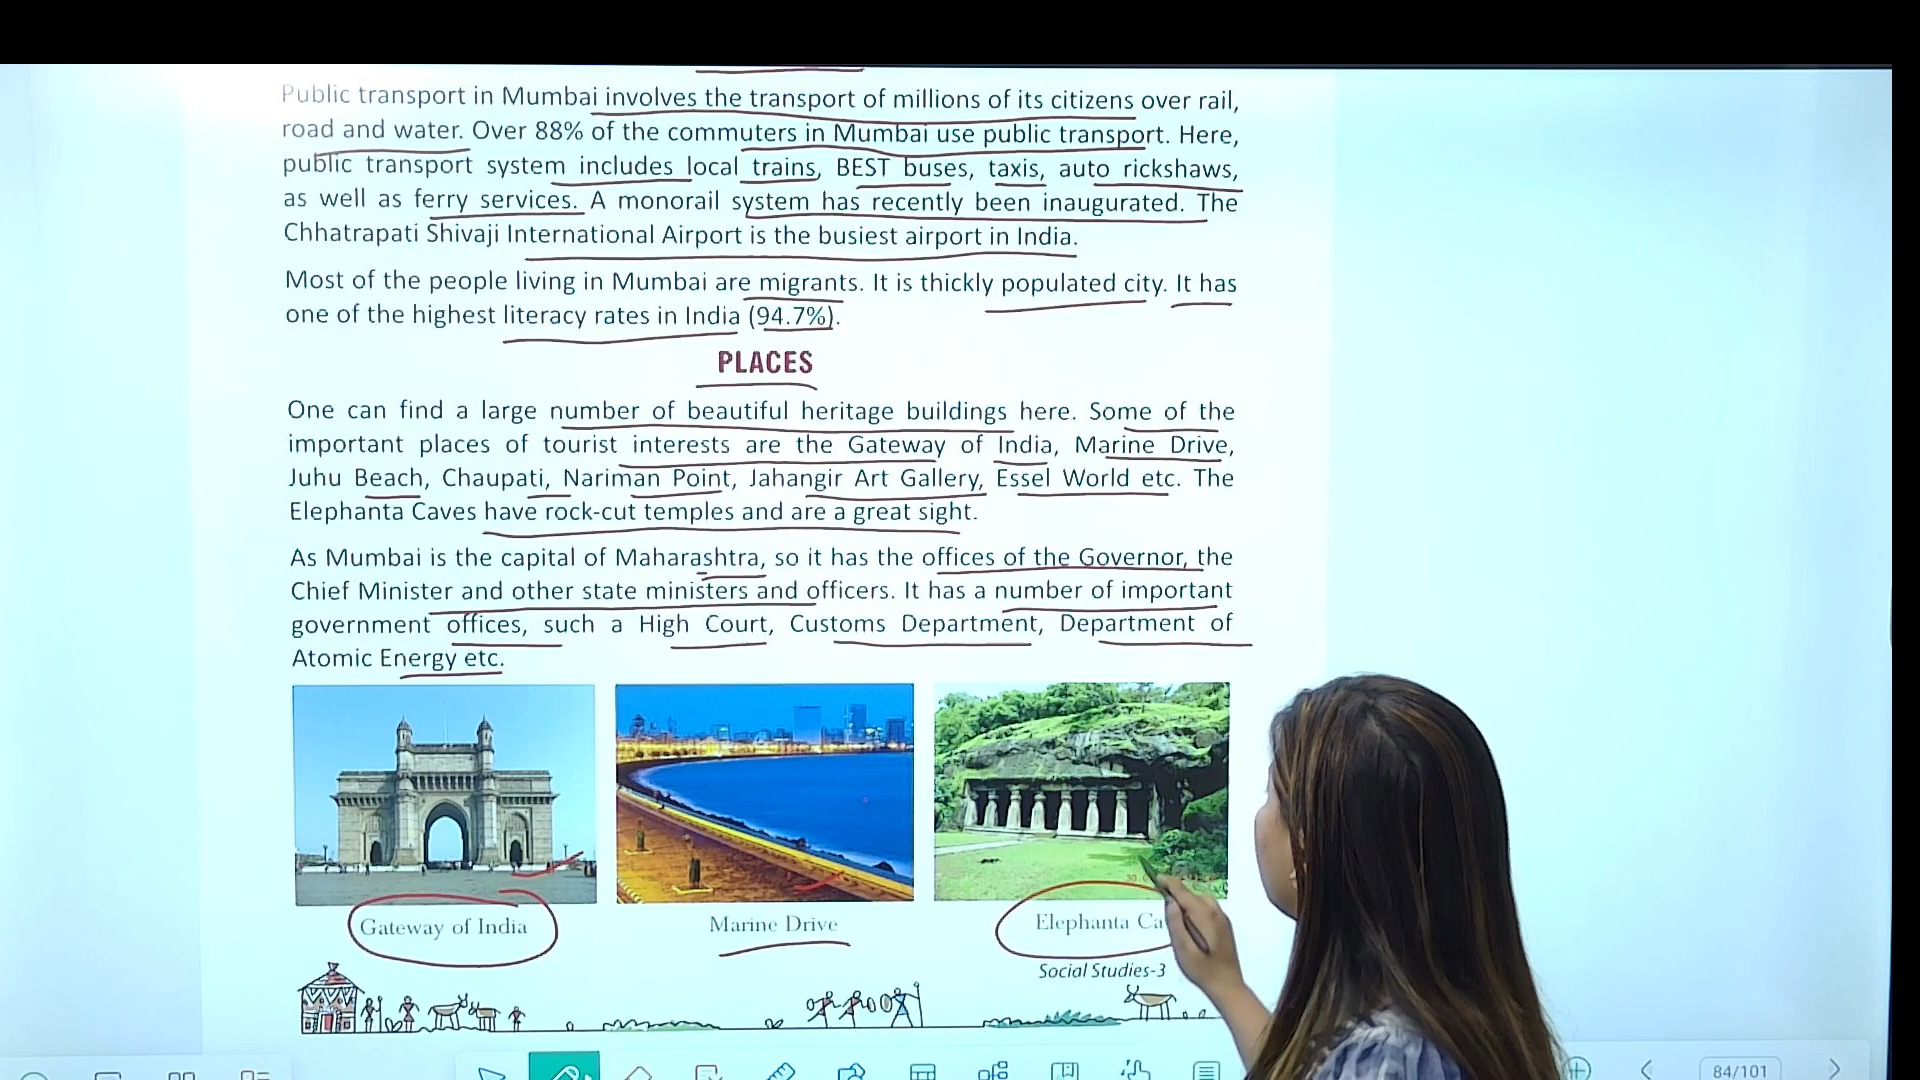 Public transport in Mumbai involves the transport of millions of its citizens over rail,
road and water. Over 88% of the commuters in Mumbai use public transport. Here,
public transport system includes local trains, BEST buses, taxis, auto rickshaws,
as well as ferry services. A monorail system has recently been inaugurated. The
Chhatrapati Shivaji International Airport is the busiest airport in India.
Most of the people living in Mumbai are migrants. It is thickly populated city. It has
one of the highest literacy rates in India (94.7%).
PLACES
One can find a large number of beautiful heritage buildings here. Some of the
important places of tourist interests are the Gateway of India, Marine Drive,
Juhu Beach, Chaupati, Nariman Point, Jahangir Art Gallery, Essel World etc. The
Elephanta Caves have rock-cut temples and are a great sight.
As Mumbai is the capital of Maharashtra, so it has the offices of the Governor, the
Chief Minister and other state ministers and officers. It has a number of important
government offices, such a High Court, Customs Department, Department of
Atomic Energy etc.
Gateway of India
Marine Drive
Elephanta Ca
Social Studies-3
84/101